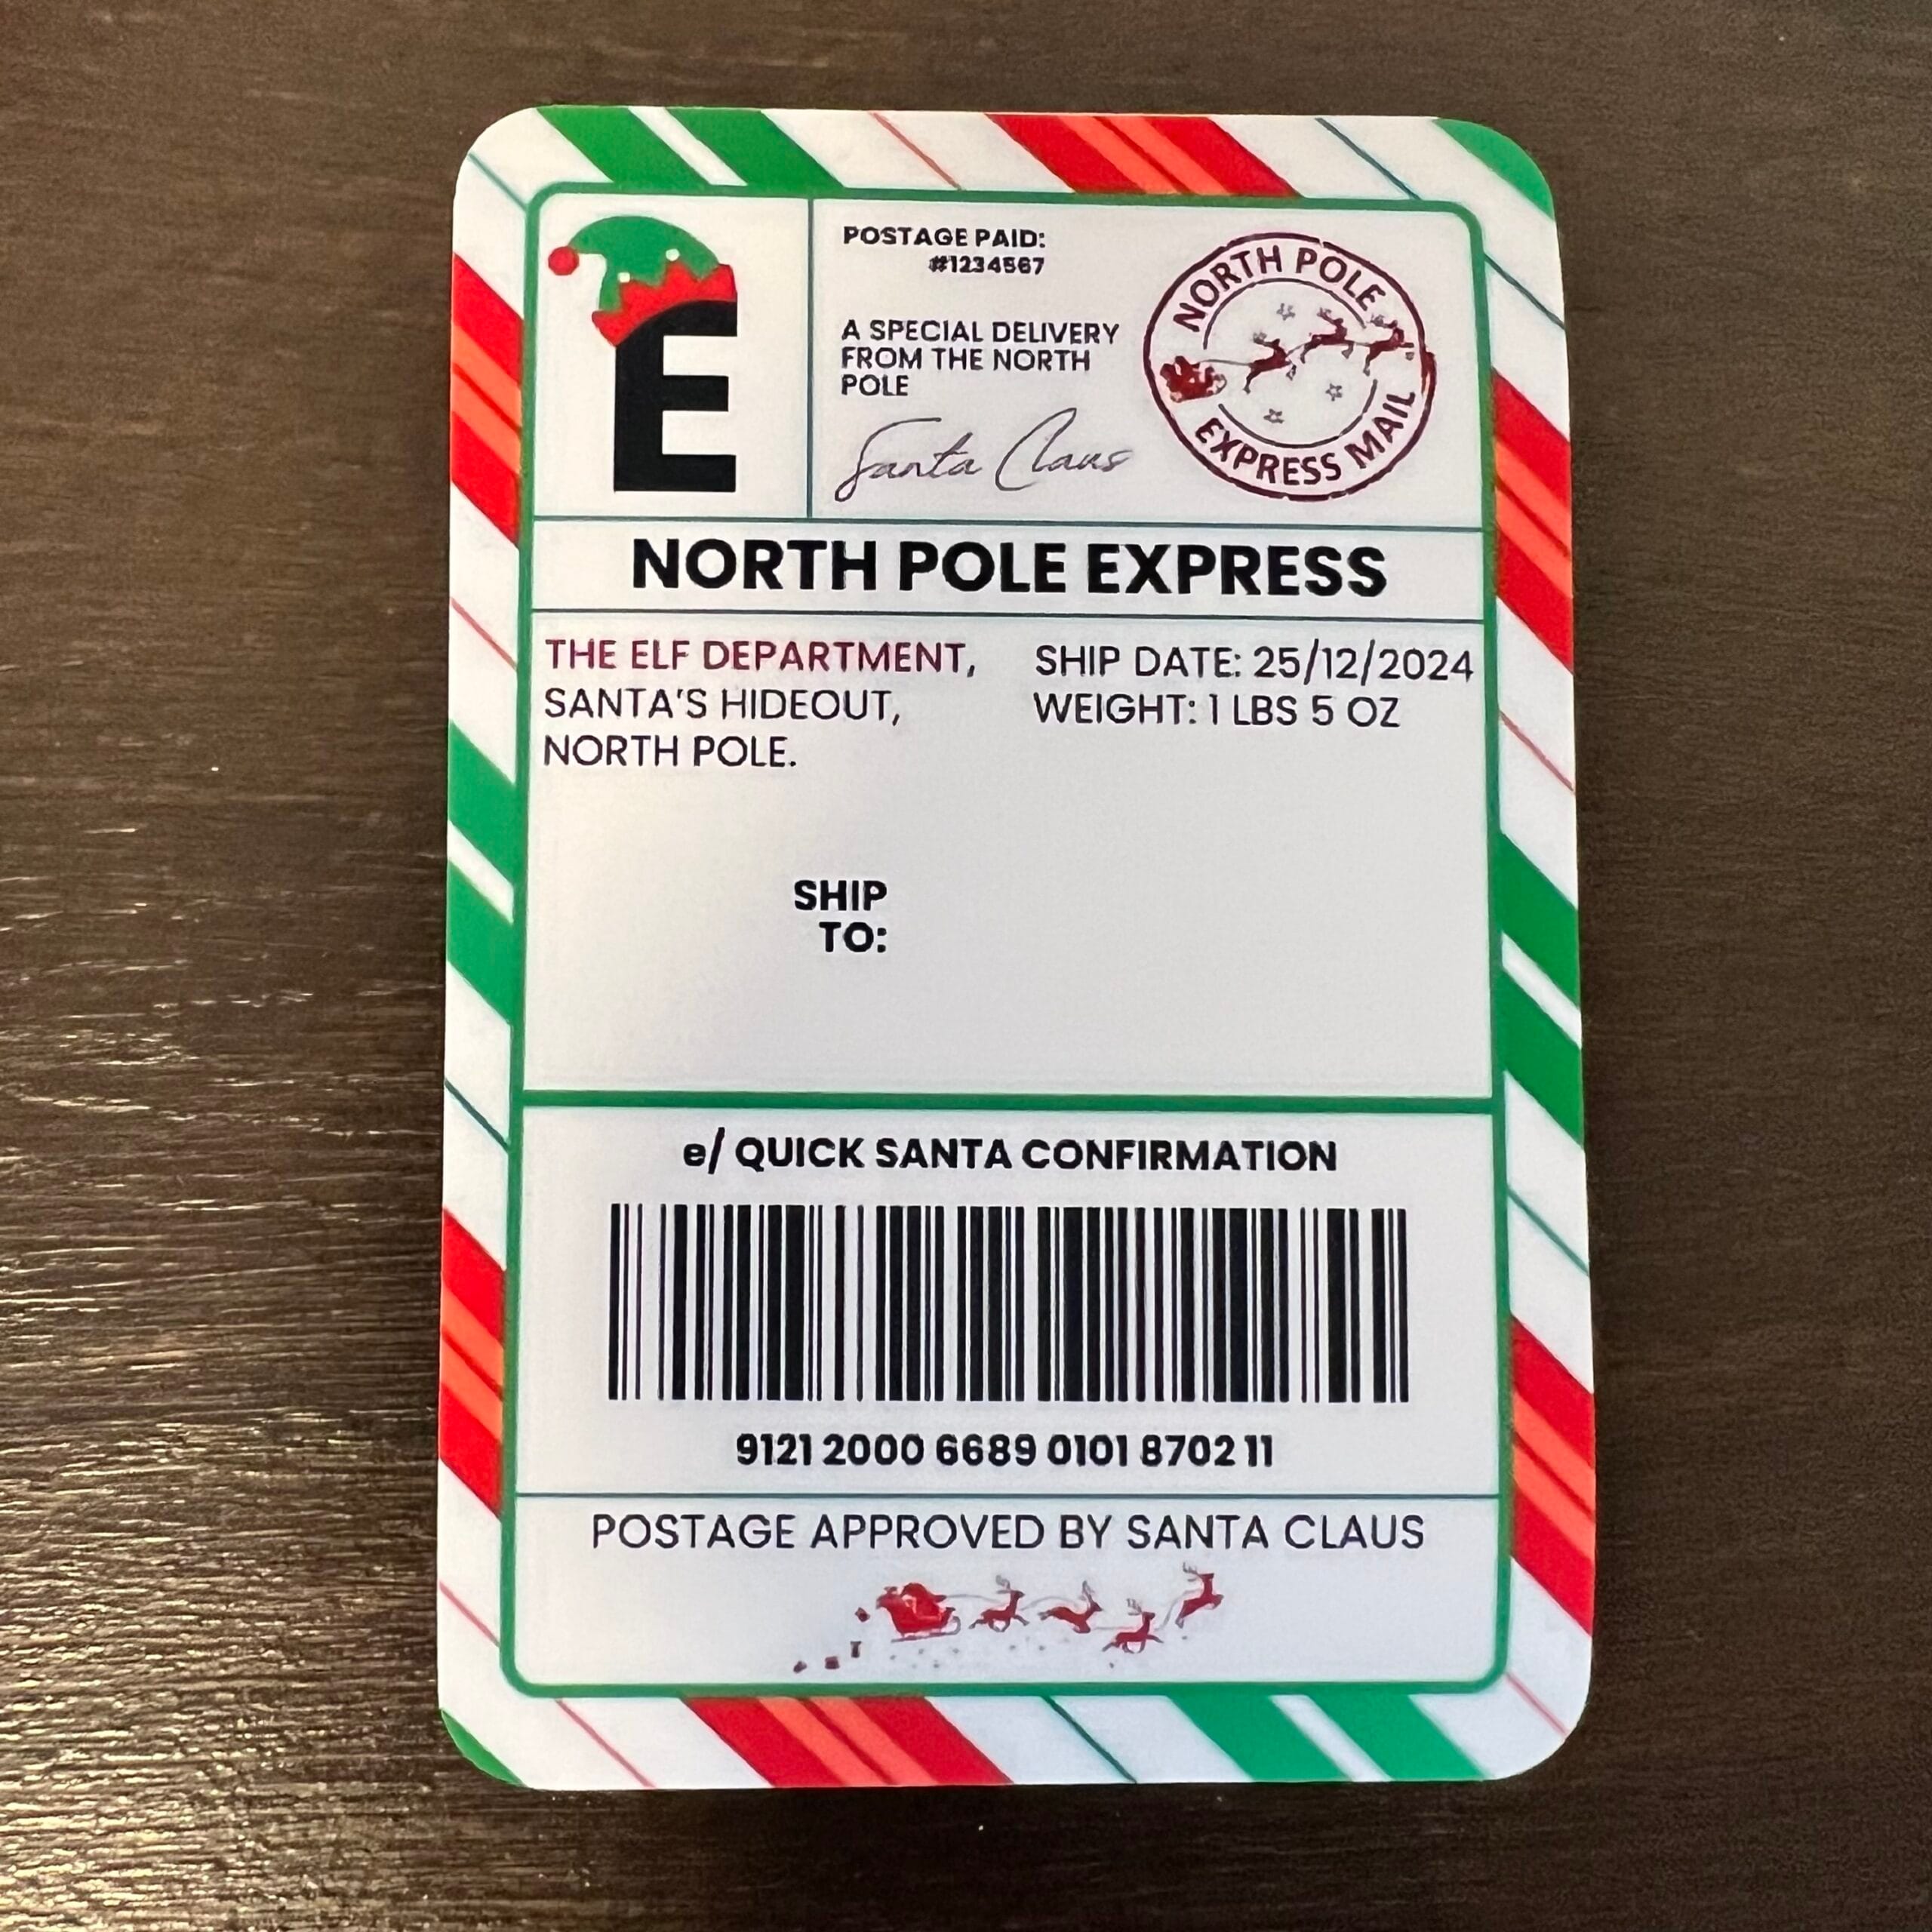 E
POSTAGE PAID:
#1234567
A SPECIAL DELIVERY
FROM THE NORTH
POLE
Santa Claus
NORTH POLE
EXPRESS MAIL
NORTH POLE EXPRESS
THE ELF DEPARTMENT,
SANTA'S HIDEOUT,
NORTH POLE.
SHIP DATE: 25/12/2024
WEIGHT: 1 LBS 5 OZ
SHIP
TO:
e/ QUICK SANTA CONFIRMATION
9121 2000 6689 0101 8702 11
POSTAGE APPROVED BY SANTA CLAUS